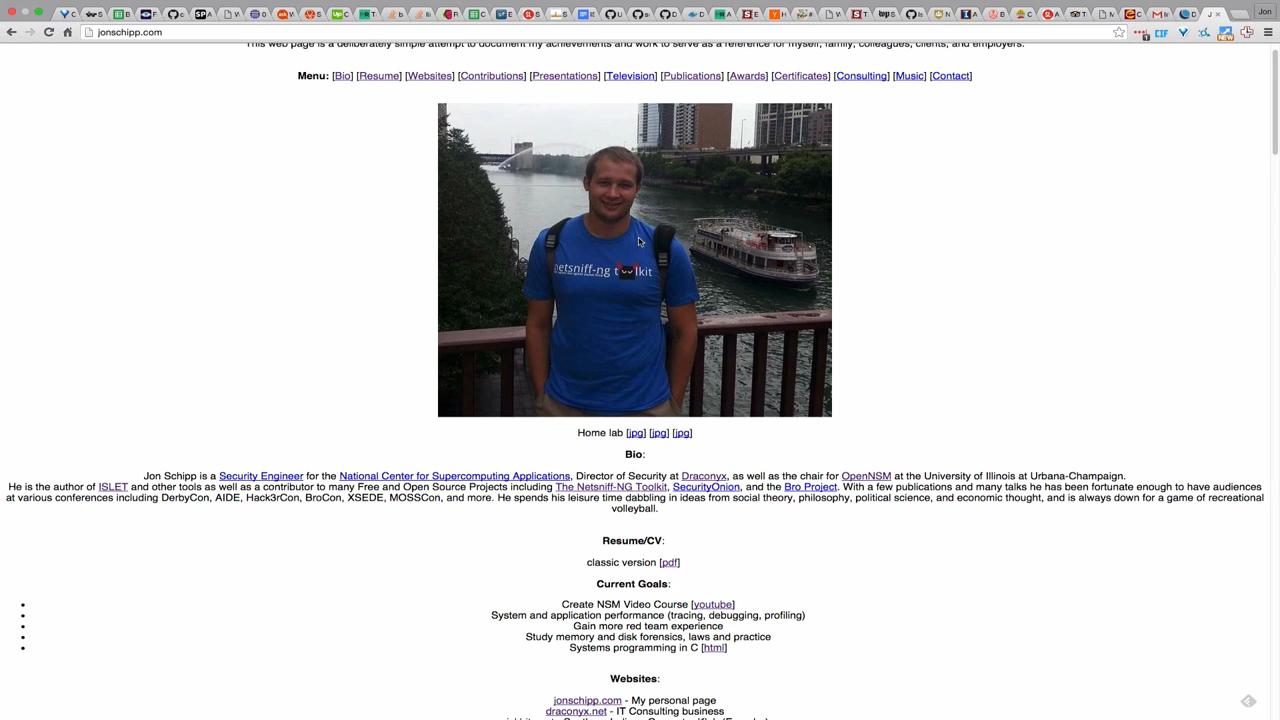 Jon
jonschipp.com
This web page is a deliberately simple attempt to document my achievements and work to serve as a reference for myself, family, colleagues, clients, and employers.
Menu: [Bio] [Resume] [Websites] [Contributions] [Presentations] [Television] [Publications] [Awards] [Certificates] [Consulting] [Music] [Contact]
netsniff-ng toolkit
Home lab [jpg] [jpg] [jpg]
Bio:
Jon Schipp is a Security Engineer for the National Center for Supercomputing Applications, Director of Security at Draconyx, as well as the chair for OpenNSM at the University of Illinois at Urbana-Champaign.
He is the author of ISLET and other tools as well as a contributor to many Free and Open Source Projects including The Netsniff-NG Toolkit, SecurityOnion, and the Bro Project. With a few publications and many talks he has been fortunate enough to have audiences
at various conferences including DerbyCon, AIDE, Hack3rCon, BroCon, XSEDE, MOSSCon, and more. He spends his leisure time dabbling in ideas from social theory, philosophy, political science, and economic thought, and is always down for a game of recreational
volleyball.
Resume/CV:
classic version [pdf]
Current Goals:
Create NSM Video Course [youtube]
System and application performance (tracing, debugging, profiling)
Gain more red team experience
Study memory and disk forensics, laws and practice
Systems programming in C [html]
Websites:
jonschipp.com - My personal page
draconyx.net - IT Consulting business